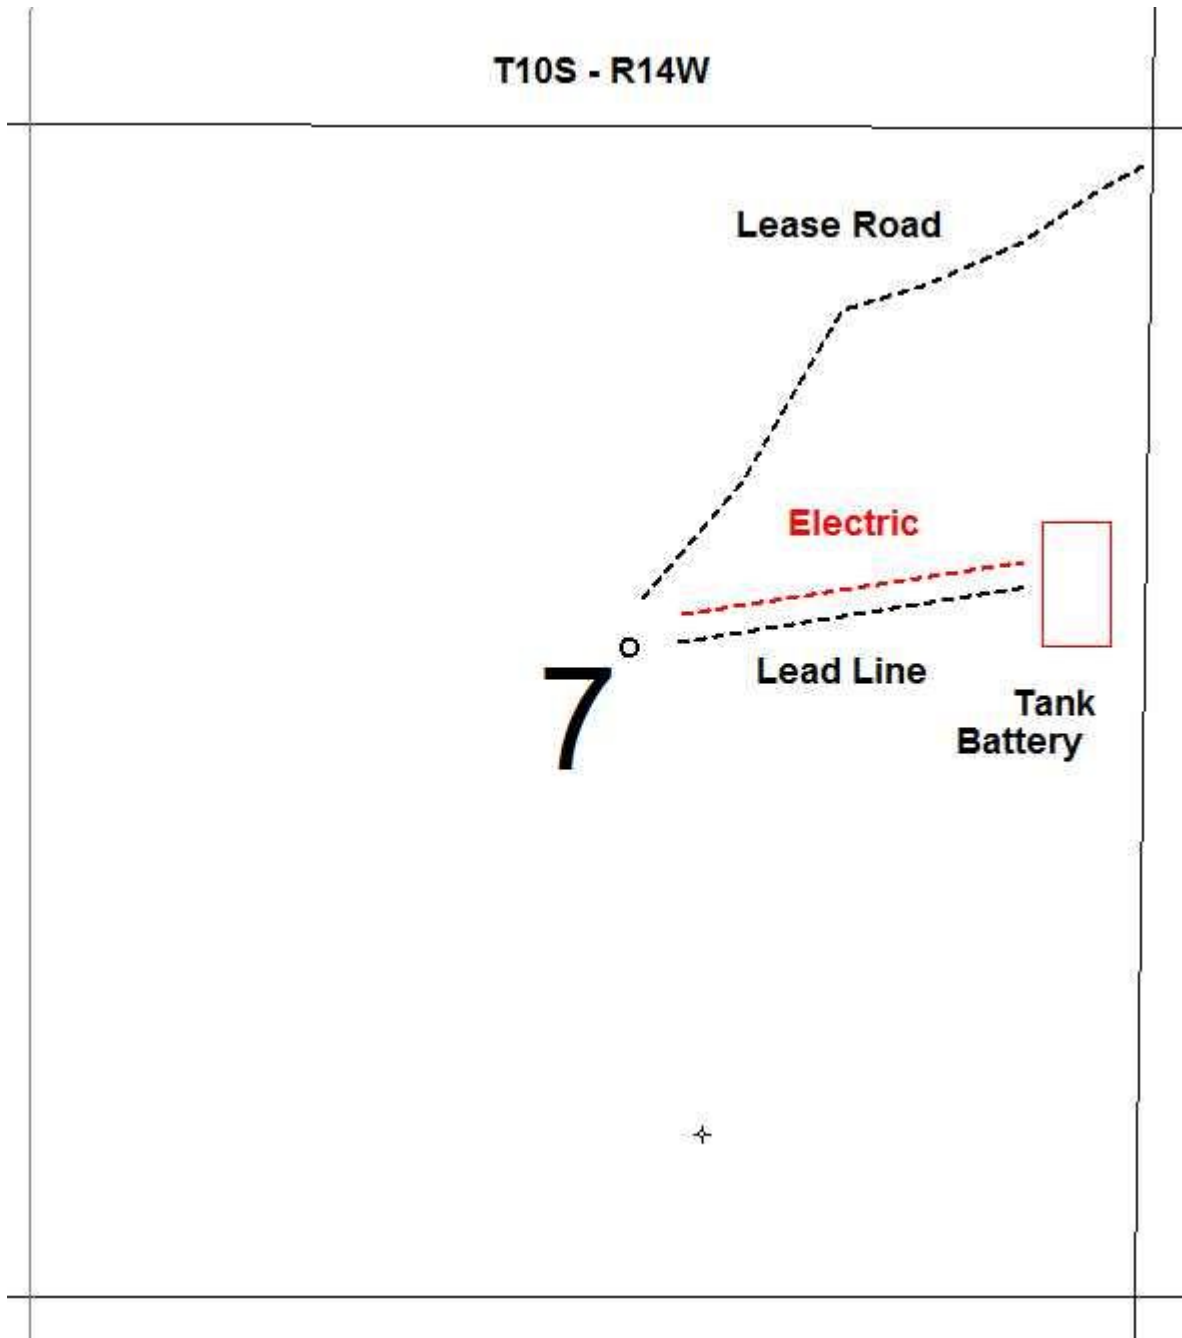 T10S - R14W
Lease Road
Electric
Lead Line
7
Tank
Battery